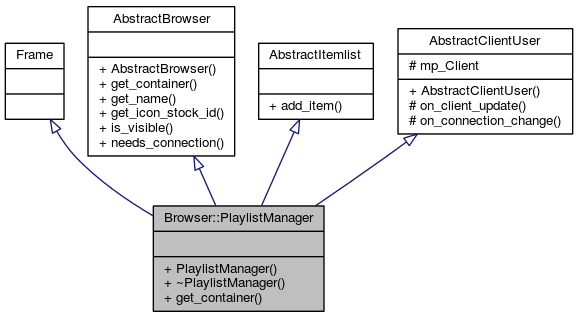 Frame
AbstractBrowser
+ AbstractBrowser()
+ get_container()
+ get_name()
+ get_icon_stock_id()
+ is_visible()
+ needs_connection()
AbstractItemlist
+ add_item()
AbstractClientUser
# mp_Client
+ AbstractClientUser()
# on_client_update()
# on_connection_change()
Browser::PlaylistManager
+ PlaylistManager()
+ ~PlaylistManager()
+ get_container()